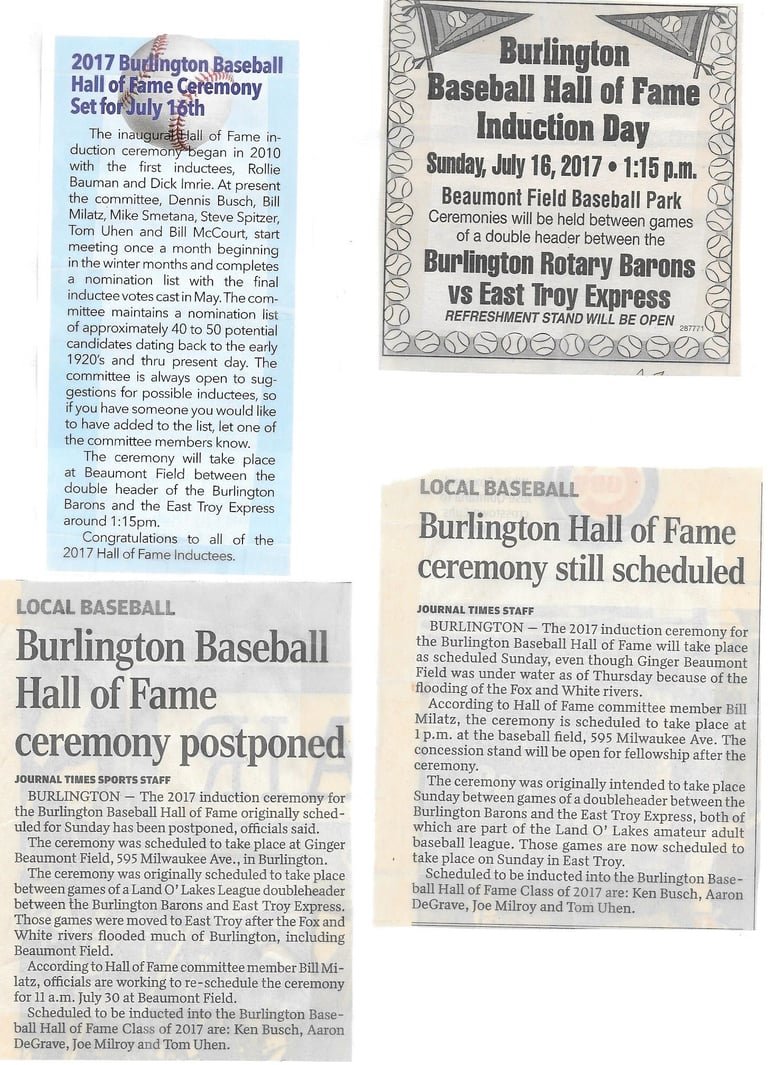 2017 Burlington Baseball
Hall of Fame Ceremony
Set for July 16th
The inaugural Hall of Fame in-
duction ceremony began in 2010
with the first inductees, Rollie
Bauman and Dick Imrie. At present
the committee, Dennis Busch, Bill
Milatz, Mike Smetana, Steve Spitzer,
Tom Uhen and Bill McCourt, start
meeting once a month beginning
in the winter months and completes
a nomination list with the final
inductee votes cast in May. The com-
mittee maintains a nomination list
of approximately 40 to 50 potential
candidates dating back to the early
1920's and thru present day. The
committee is always open to sug-
gestions for possible inductees, so
if you have someone you would like
to have added to the list, let one of
the committee members know.
The ceremony will take place
at Beaumont Field between the
double header of the Burlington
Barons and the East Troy Express
around 1:15pm.
Congratulations to all of the
2017 Hall of Fame Inductees.
Burlington
Baseball Hall of Fame
Induction Day
Sunday, July 16, 2017 • 1:15 p.m.
Beaumont Field Baseball Park
Ceremonies will be held between games
of a double header between the
Burlington Rotary Barons
vs East Troy Express
REFRESHMENT STAND WILL BE OPEN
287771
LOCAL BASEBALL
Burlington Baseball
Hall of Fame
ceremony postponed
JOURNAL TIMES SPORTS STAFF
BURLINGTON — The 2017 induction ceremony for
the Burlington Baseball Hall of Fame originally sched-
uled for Sunday has been postponed, officials said.
The ceremony was scheduled to take place at Ginger
Beaumont Field, 595 Milwaukee Ave., in Burlington.
The ceremony was originally scheduled to take place
between games of a Land O' Lakes League doubleheader
between the Burlington Barons and East Troy Express.
Those games were moved to East Troy after the Fox and
White rivers flooded much of Burlington, including
Beaumont Field.
According to Hall of Fame committee member Bill Mi-
latz, officials are working to re-schedule the ceremony
for 11 a.m. July 30 at Beaumont Field.
Scheduled to be inducted into the Burlington Base-
ball Hall of Fame Class of 2017 are: Ken Busch, Aaron
DeGrave, Joe Milroy and Tom Uhen.
LOCAL BASEBALL
Burlington Hall of Fame
ceremony still scheduled
JOURNAL TIMES STAFF
BURLINGTON — The 2017 induction ceremony for
the Burlington Baseball Hall of Fame will take place
as scheduled Sunday, even though Ginger Beaumont
Field was under water as of Thursday because of the
flooding of the Fox and White rivers.
According to Hall of Fame committee member Bill
Milatz, the ceremony is scheduled to take place at
1 p.m. at the baseball field, 595 Milwaukee Ave. The
concession stand will be open for fellowship after the
ceremony.
The ceremony was originally intended to take place
Sunday between games of a doubleheader between the
Burlington Barons and the East Troy Express, both of
which are part of the Land O' Lakes amateur adult
baseball league. Those games are now scheduled to
take place on Sunday in East Troy.
Scheduled to be inducted into the Burlington Base-
ball Hall of Fame Class of 2017 are: Ken Busch, Aaron
DeGrave, Joe Milroy and Tom Uhen.